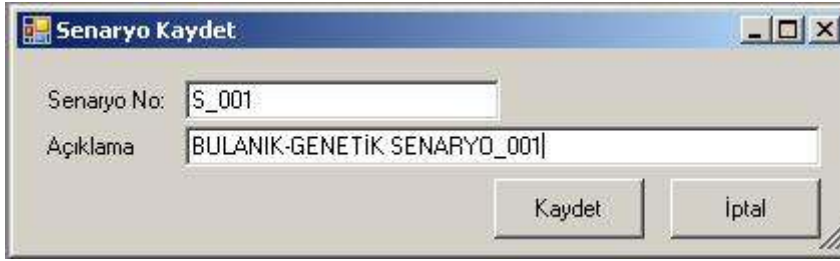 Senaryo Kaydet
Senaryo No: S_001
Açıklama BULANIK-GENETİK SENARYO_001
Kaydet İptal